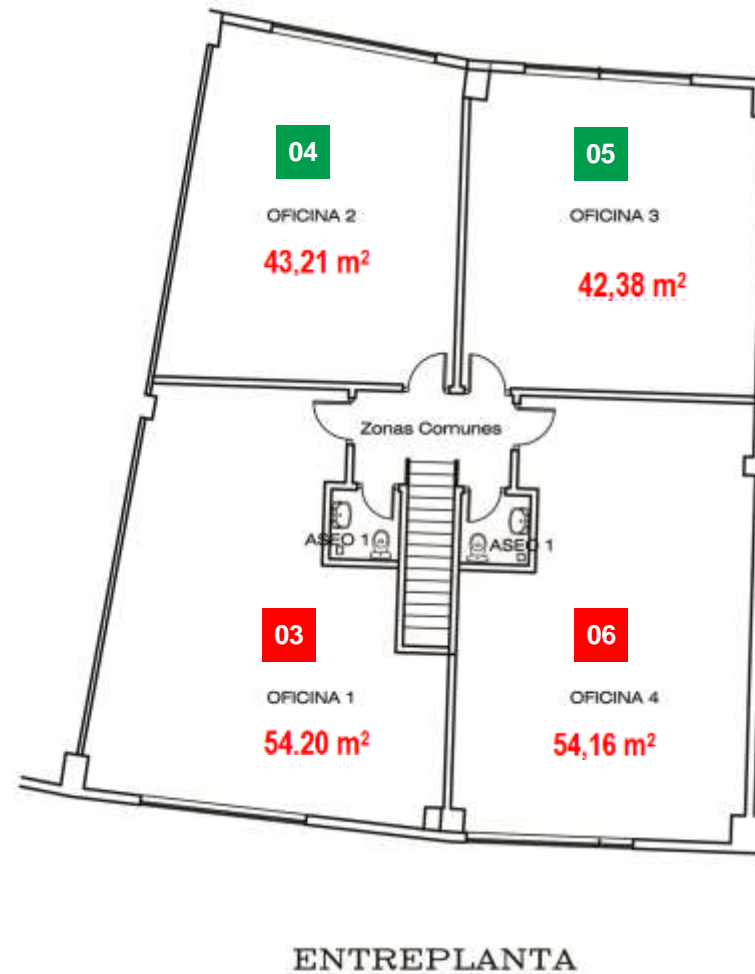 04
OFICINA 2
43,21 m²
05
OFICINA 3
42,38 m²
Zonas Comunes
ASEO 1
ASEO 1
03
OFICINA 1
54.20 m²
06
OFICINA 4
54,16 m²
ENTREPLANTA